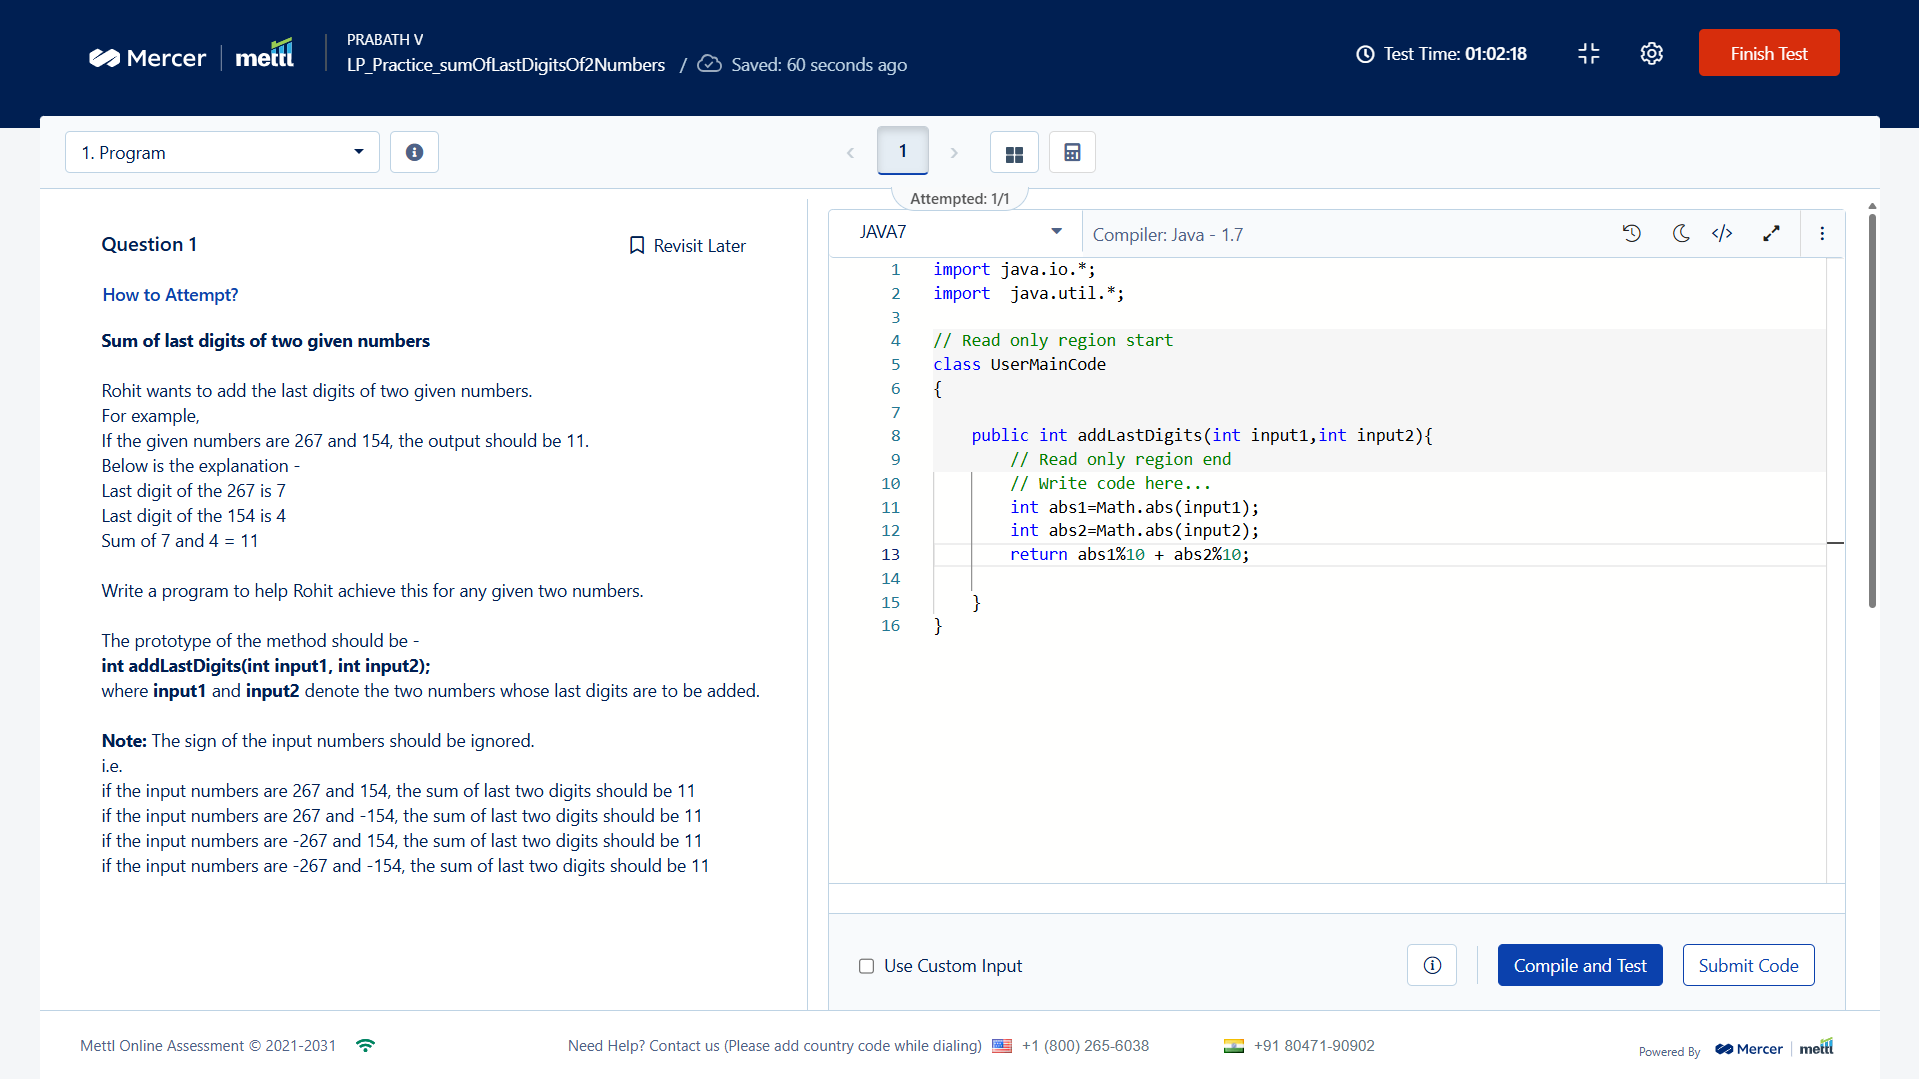 Mercer mettl
PRABATH V
LP_Practice_sumOfLastDigitsOf2Numbers / Saved: 60 seconds ago
Test Time: 01:02:18
Finish Test
1. Program
1
Attempted: 1/1
Question 1
Revisit Later
How to Attempt?
Sum of last digits of two given numbers
Rohit wants to add the last digits of two given numbers.
For example,
If the given numbers are 267 and 154, the output should be 11.
Below is the explanation -
Last digit of the 267 is 7
Last digit of the 154 is 4
Sum of 7 and 4 = 11
Write a program to help Rohit achieve this for any given two numbers.
The prototype of the method should be -
int addLastDigits(int input1, int input2);
where input1 and input2 denote the two numbers whose last digits are to be added.
Note: The sign of the input numbers should be ignored.
i.e.
if the input numbers are 267 and 154, the sum of last two digits should be 11
if the input numbers are 267 and -154, the sum of last two digits should be 11
if the input numbers are -267 and 154, the sum of last two digits should be 11
if the input numbers are -267 and -154, the sum of last two digits should be 11
JAVA7
Compiler: Java - 1.7
1 import java.io.*;
2 import  java.util.*;
3
4 // Read only region start
5 class UserMainCode
6 {
7
8     public int addLastDigits(int input1,int input2){
9         // Read only region end
10         // Write code here...
11         int abs1=Math.abs(input1);
12         int abs2=Math.abs(input2);
13         return abs1%10 + abs2%10;
14
15     }
16 }
Use Custom Input
Compile and Test
Submit Code
Mettl Online Assessment © 2021-2031
Need Help? Contact us (Please add country code while dialing) +1 (800) 265-6038
+91 80471-90902
Powered By Mercer mettl